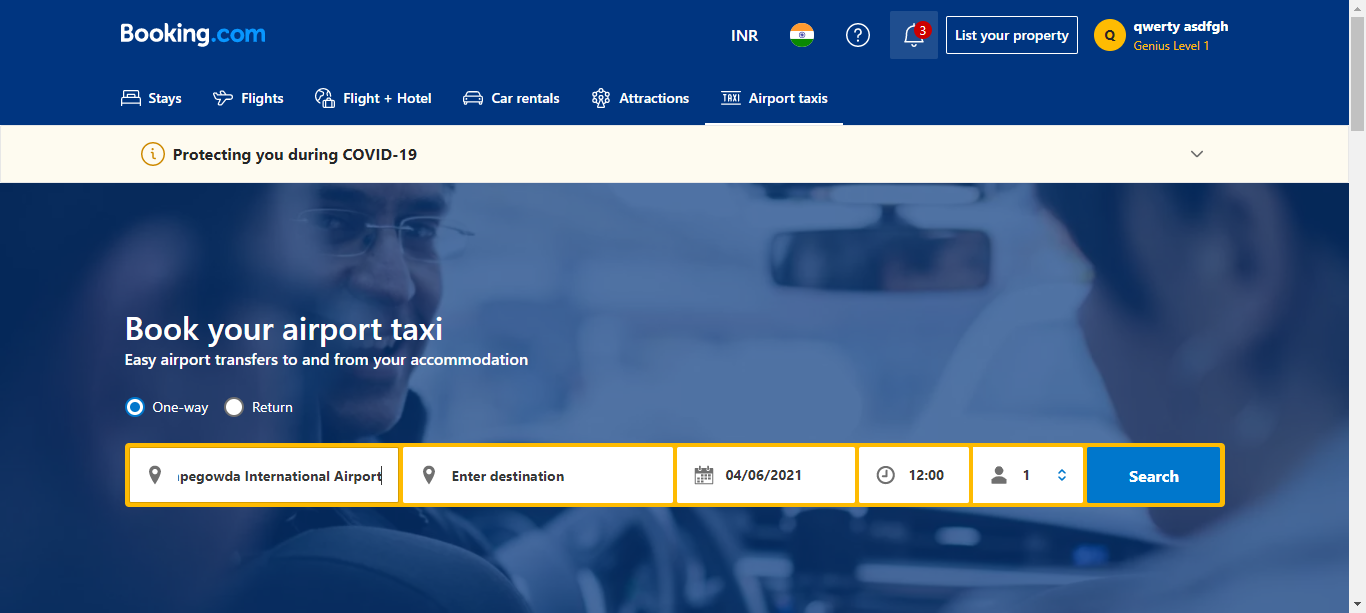 Booking.com
INR
3
List your property
Q
qwerty asdfgh
Genius Level 1
Stays
Flights
Flight + Hotel
Car rentals
Attractions
TAXI
Airport taxis
Protecting you during COVID-19
Book your airport taxi
Easy airport transfers to and from your accommodation
One-way
Return
pegowda International Airport
Enter destination
04/06/2021
12:00
1
Search